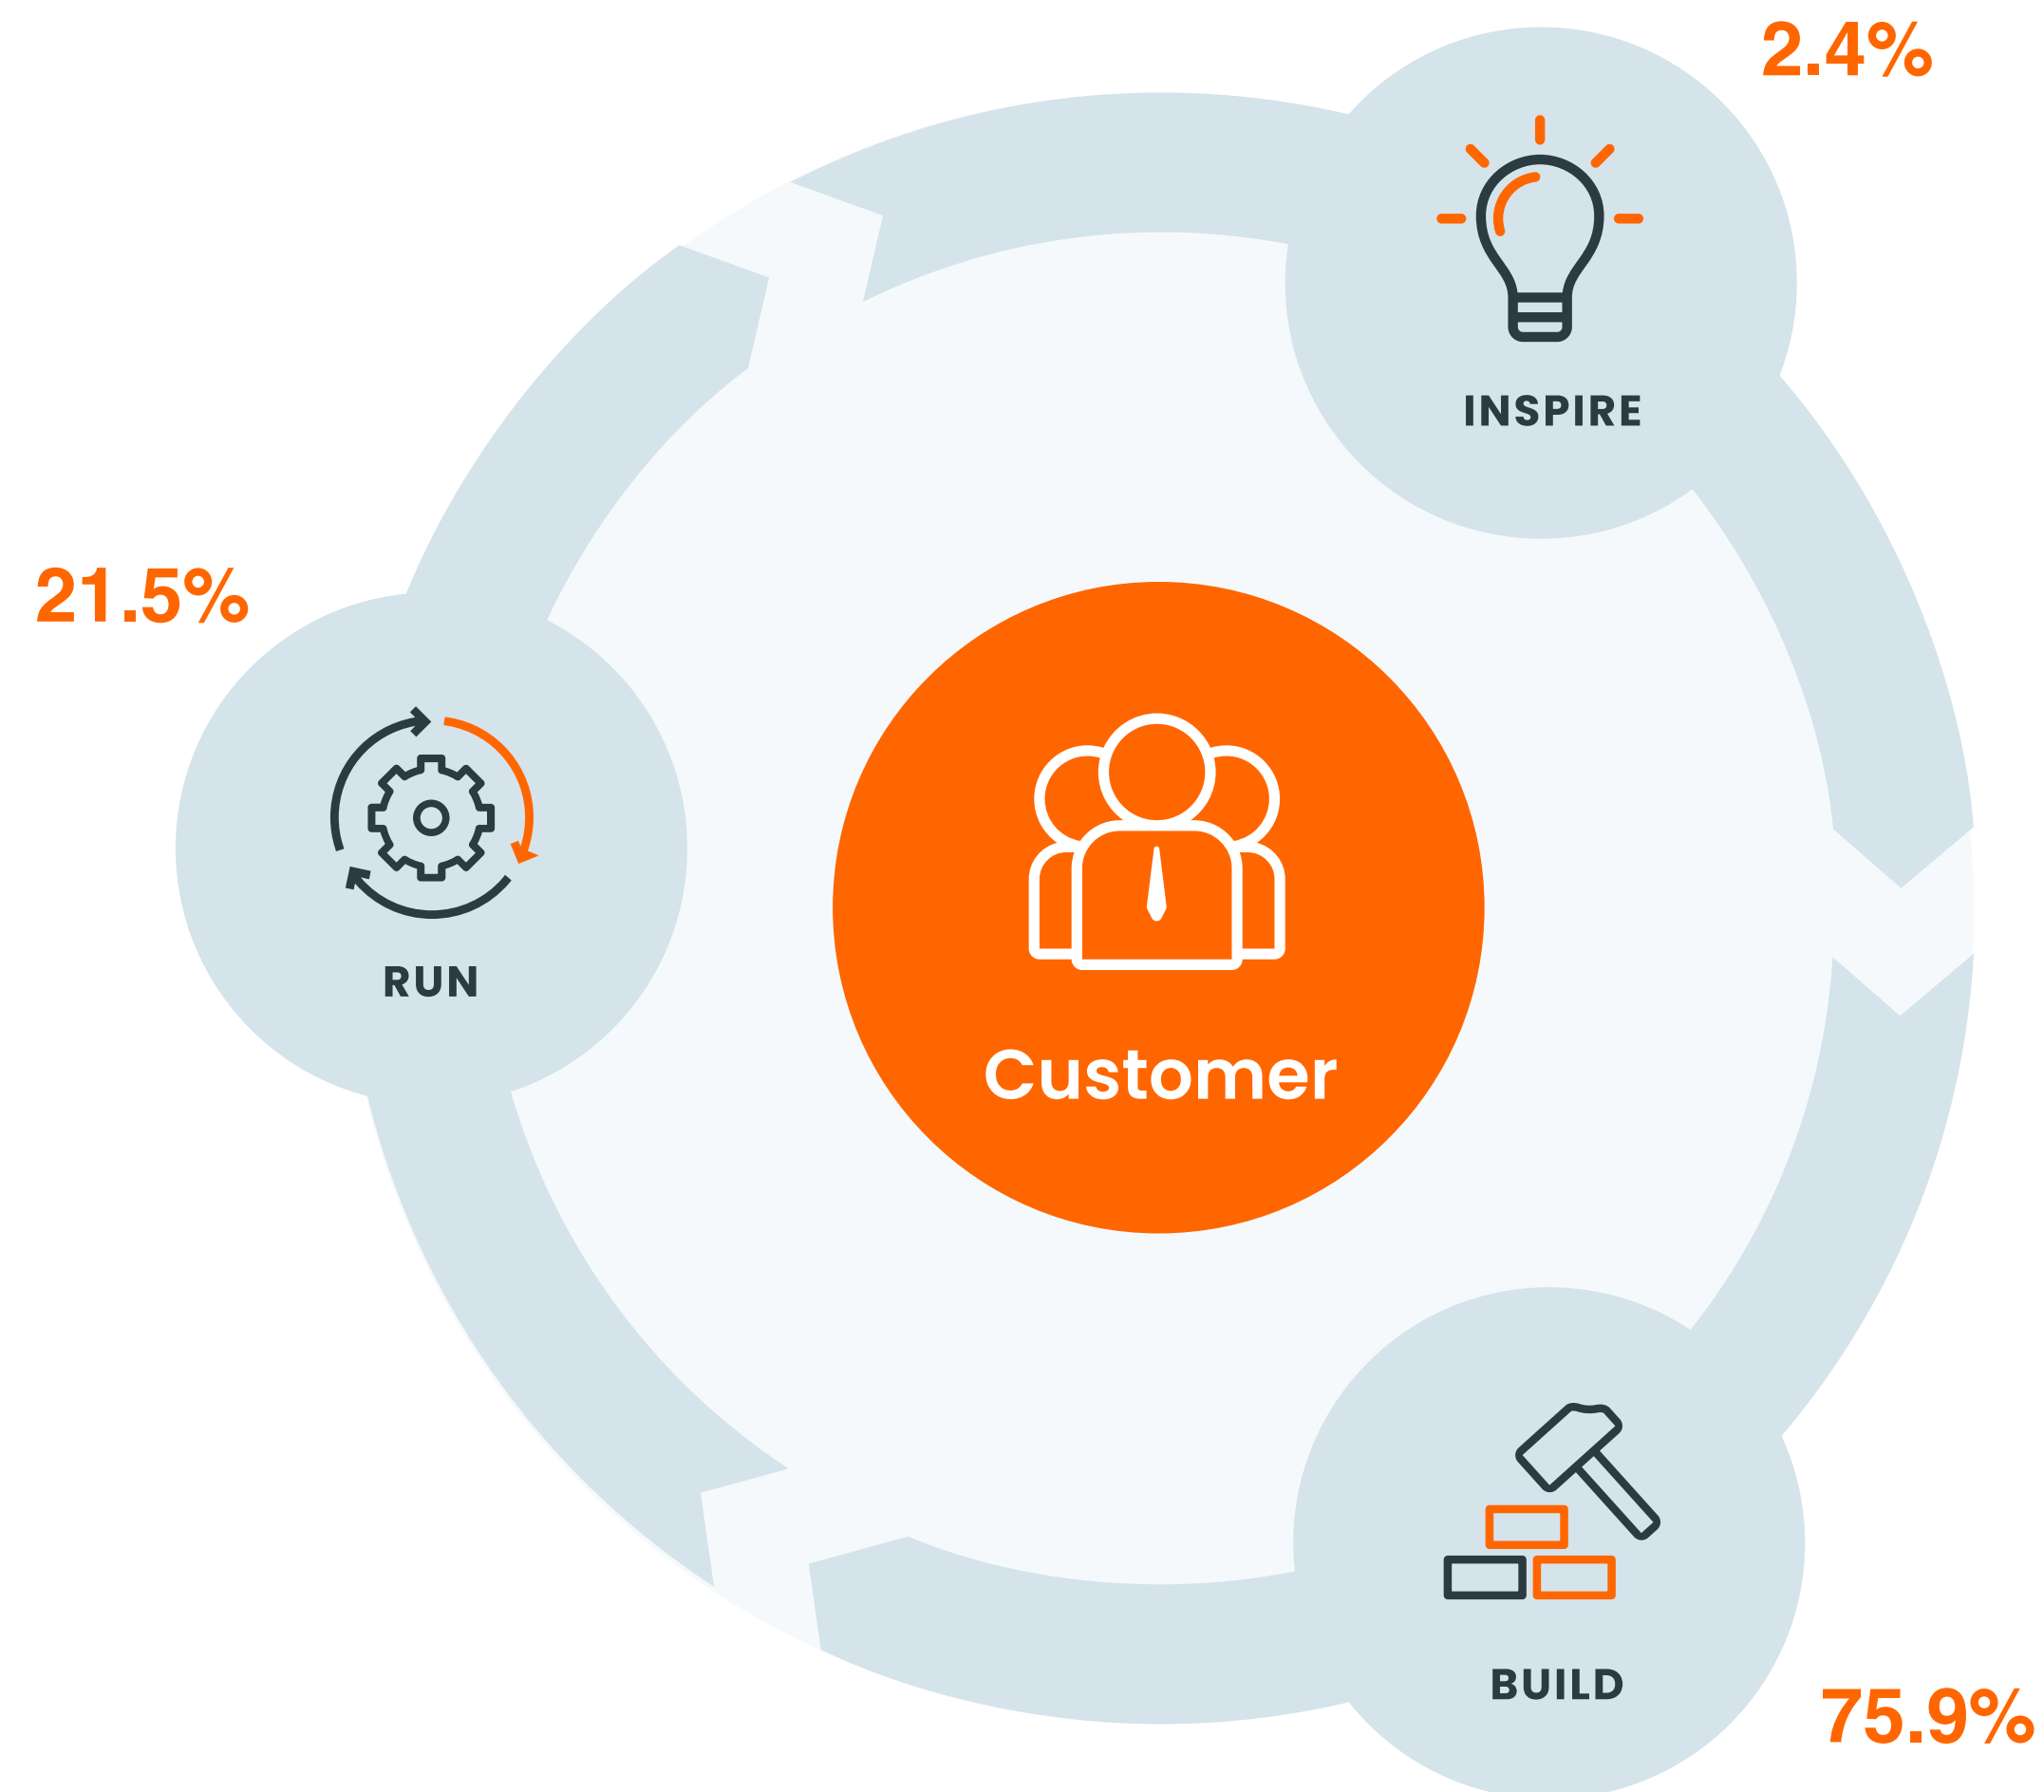 2.4%
INSPIRE
21.5%
RUN
Customer
BUILD
75.9%